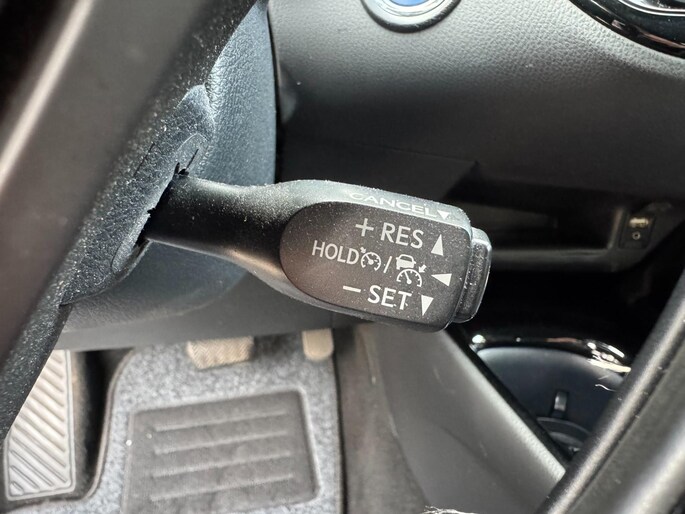 CANCEL▼
+ RES ▲
HOLD / ◀
− SET ▼